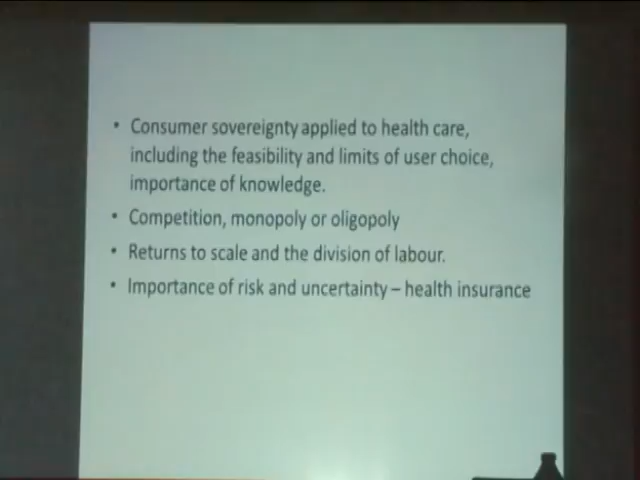 • Consumer sovereignty applied to health care,
including the feasibility and limits of user choice,
importance of knowledge.
• Competition, monopoly or oligopoly
• Returns to scale and the division of labour.
• Importance of risk and uncertainty – health insurance